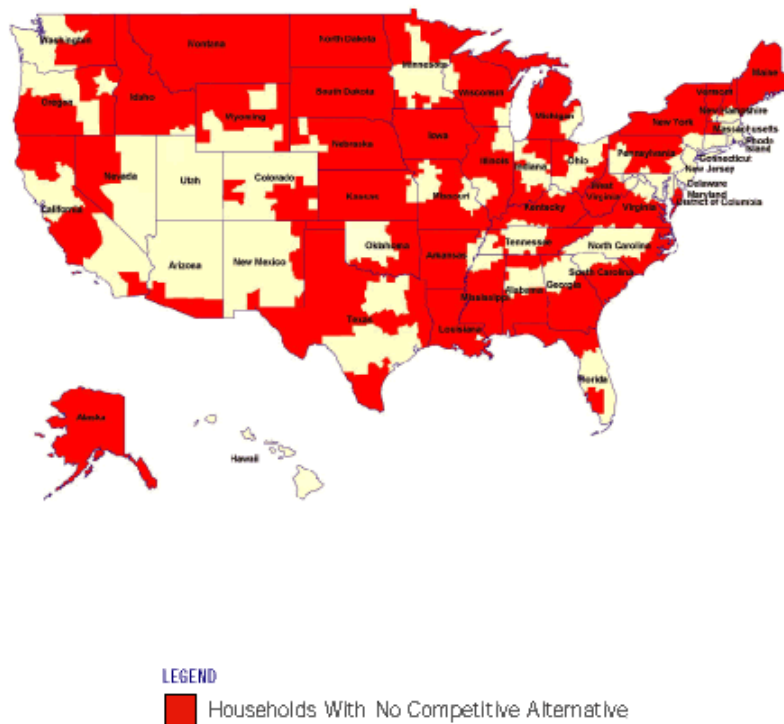 Washington
Montana
North Dakota
Minnesota
Maine
Vermont
New Hampshire
Oregon
Idaho
Wyoming
South Dakota
Wisconsin
Michigan
New York
Massachusetts
Rhode
Island
Connecticut
New Jersey
Nebraska
Iowa
Illinois
Indiana
Ohio
Pennsylvania
Delaware
Maryland
District of Columbia
Nevada
Utah
Colorado
Kansas
Missouri
Kentucky
West
Virginia
Virginia
California
Arizona
New Mexico
Oklahoma
Arkansas
Tennessee
North Carolina
South Carolina
Texas
Louisiana
Mississippi
Alabama
Georgia
Florida
Alaska
Hawaii
LEGEND
Households With No Competitive Alternative